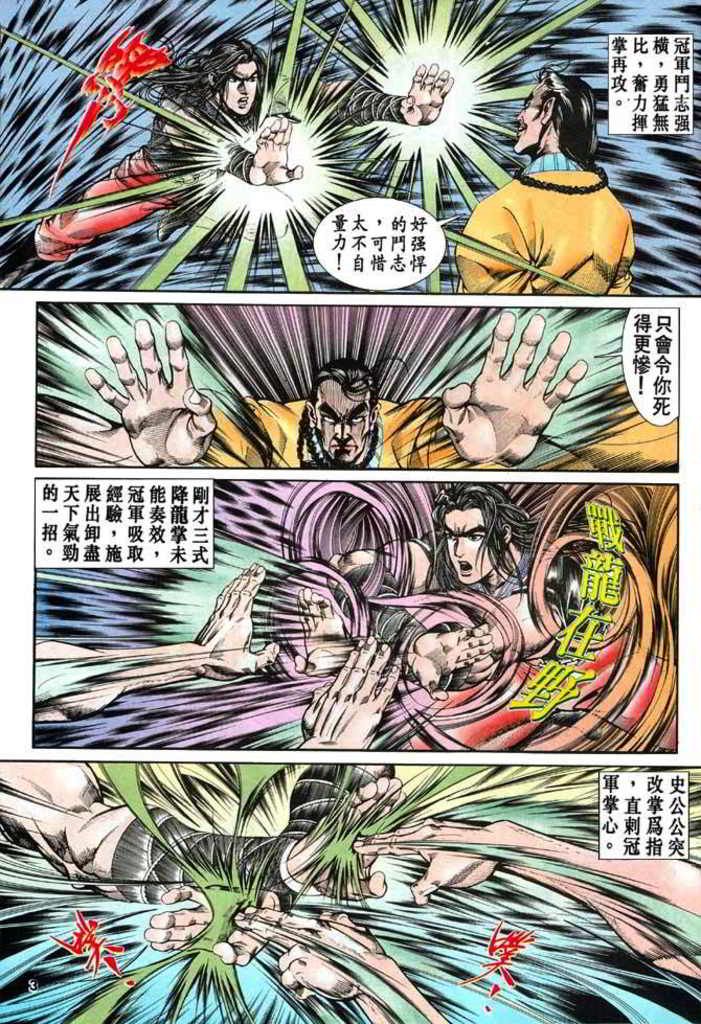 冠軍鬥志强
橫，勇猛無
比，奮力揮
掌再攻。
好强悍
的鬥志
，可惜
太不自
量力！
只會令你死
得更慘！
剛才三式
降龍掌未
能奏效，
冠軍吸取
經驗，施
展出卸盡
天下氣勁
的一招。
戰龍在野
史公公突
改掌爲指
，直刺冠
軍掌心。
3